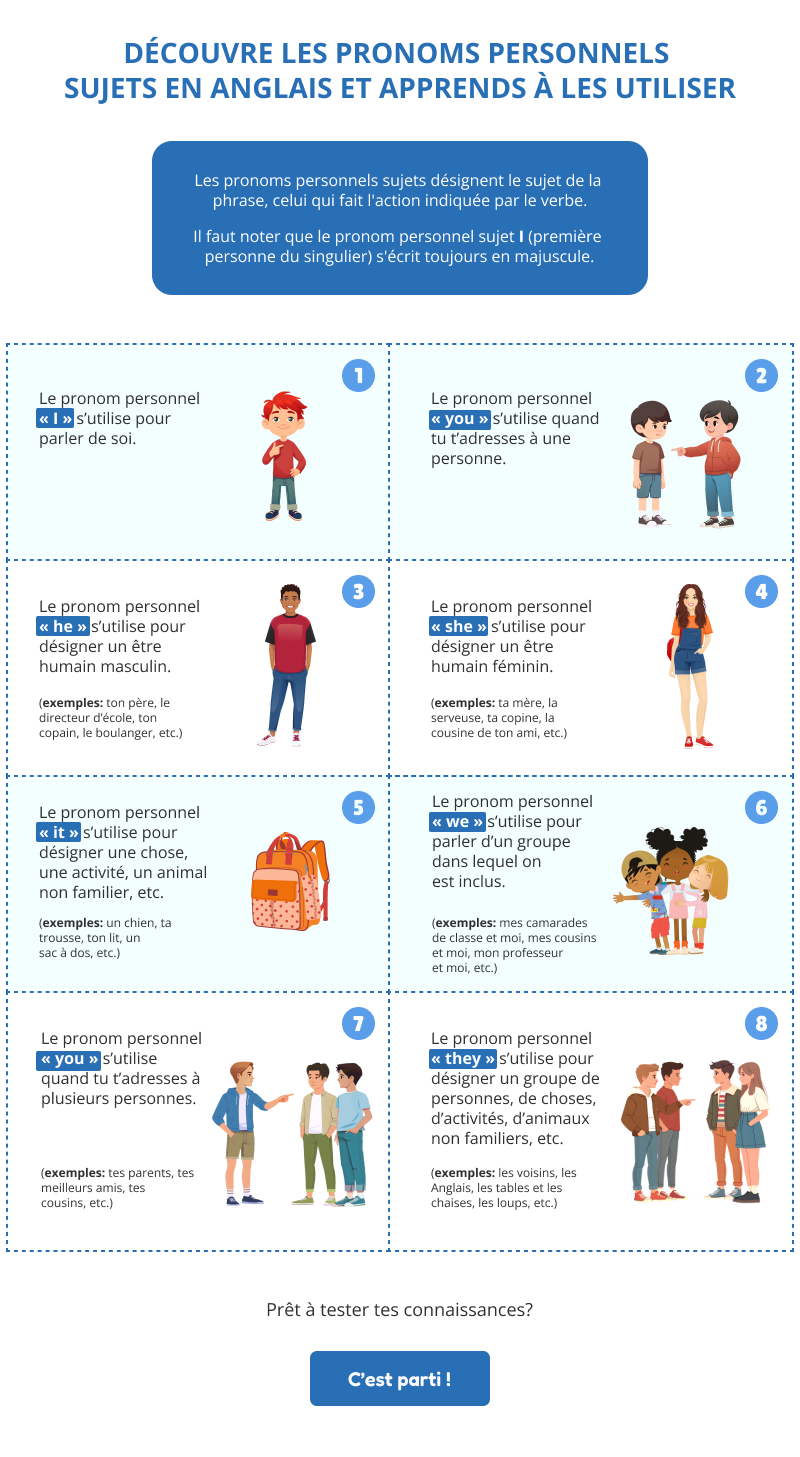 DÉCOUVRE LES PRONOMS PERSONNELS
SUJETS EN ANGLAIS ET APPRENDS À LES UTILISER
Les pronoms personnels sujets désignent le sujet de la
phrase, celui qui fait l'action indiquée par le verbe.
Il faut noter que le pronom personnel sujet I (première
personne du singulier) s'écrit toujours en majuscule.
1
Le pronom personnel
« I » s’utilise pour
parler de soi.
2
Le pronom personnel
« you » s’utilise quand
tu t’adresses à une
personne.
3
Le pronom personnel
« he » s’utilise pour
désigner un être
humain masculin.
(exemples: ton père, le
directeur d’école, ton
copain, le boulanger, etc.)
4
Le pronom personnel
« she » s’utilise pour
désigner un être
humain féminin.
(exemples: ta mère, la
serveuse, ta copine, la
cousine de ton ami, etc.)
5
Le pronom personnel
« it » s’utilise pour
désigner une chose,
une activité, un animal
non familier, etc.
(exemples: un chien, ta
trousse, ton lit, un
sac à dos, etc.)
6
Le pronom personnel
« we » s’utilise pour
parler d’un groupe
dans lequel on
est inclus.
(exemples: mes camarades
de classe et moi, mes cousins
et moi, mon professeur
et moi, etc.)
7
Le pronom personnel
« you » s’utilise
quand tu t’adresses à
plusieurs personnes.
(exemples: tes parents, tes
meilleurs amis, tes
cousins, etc.)
8
Le pronom personnel
« they » s’utilise pour
désigner un groupe de
personnes, de choses,
d’activités, d’animaux
non familiers, etc.
(exemples: les voisins, les
Anglais, les tables et les
chaises, les loups, etc.)
Prêt à tester tes connaissances?
C’est parti !